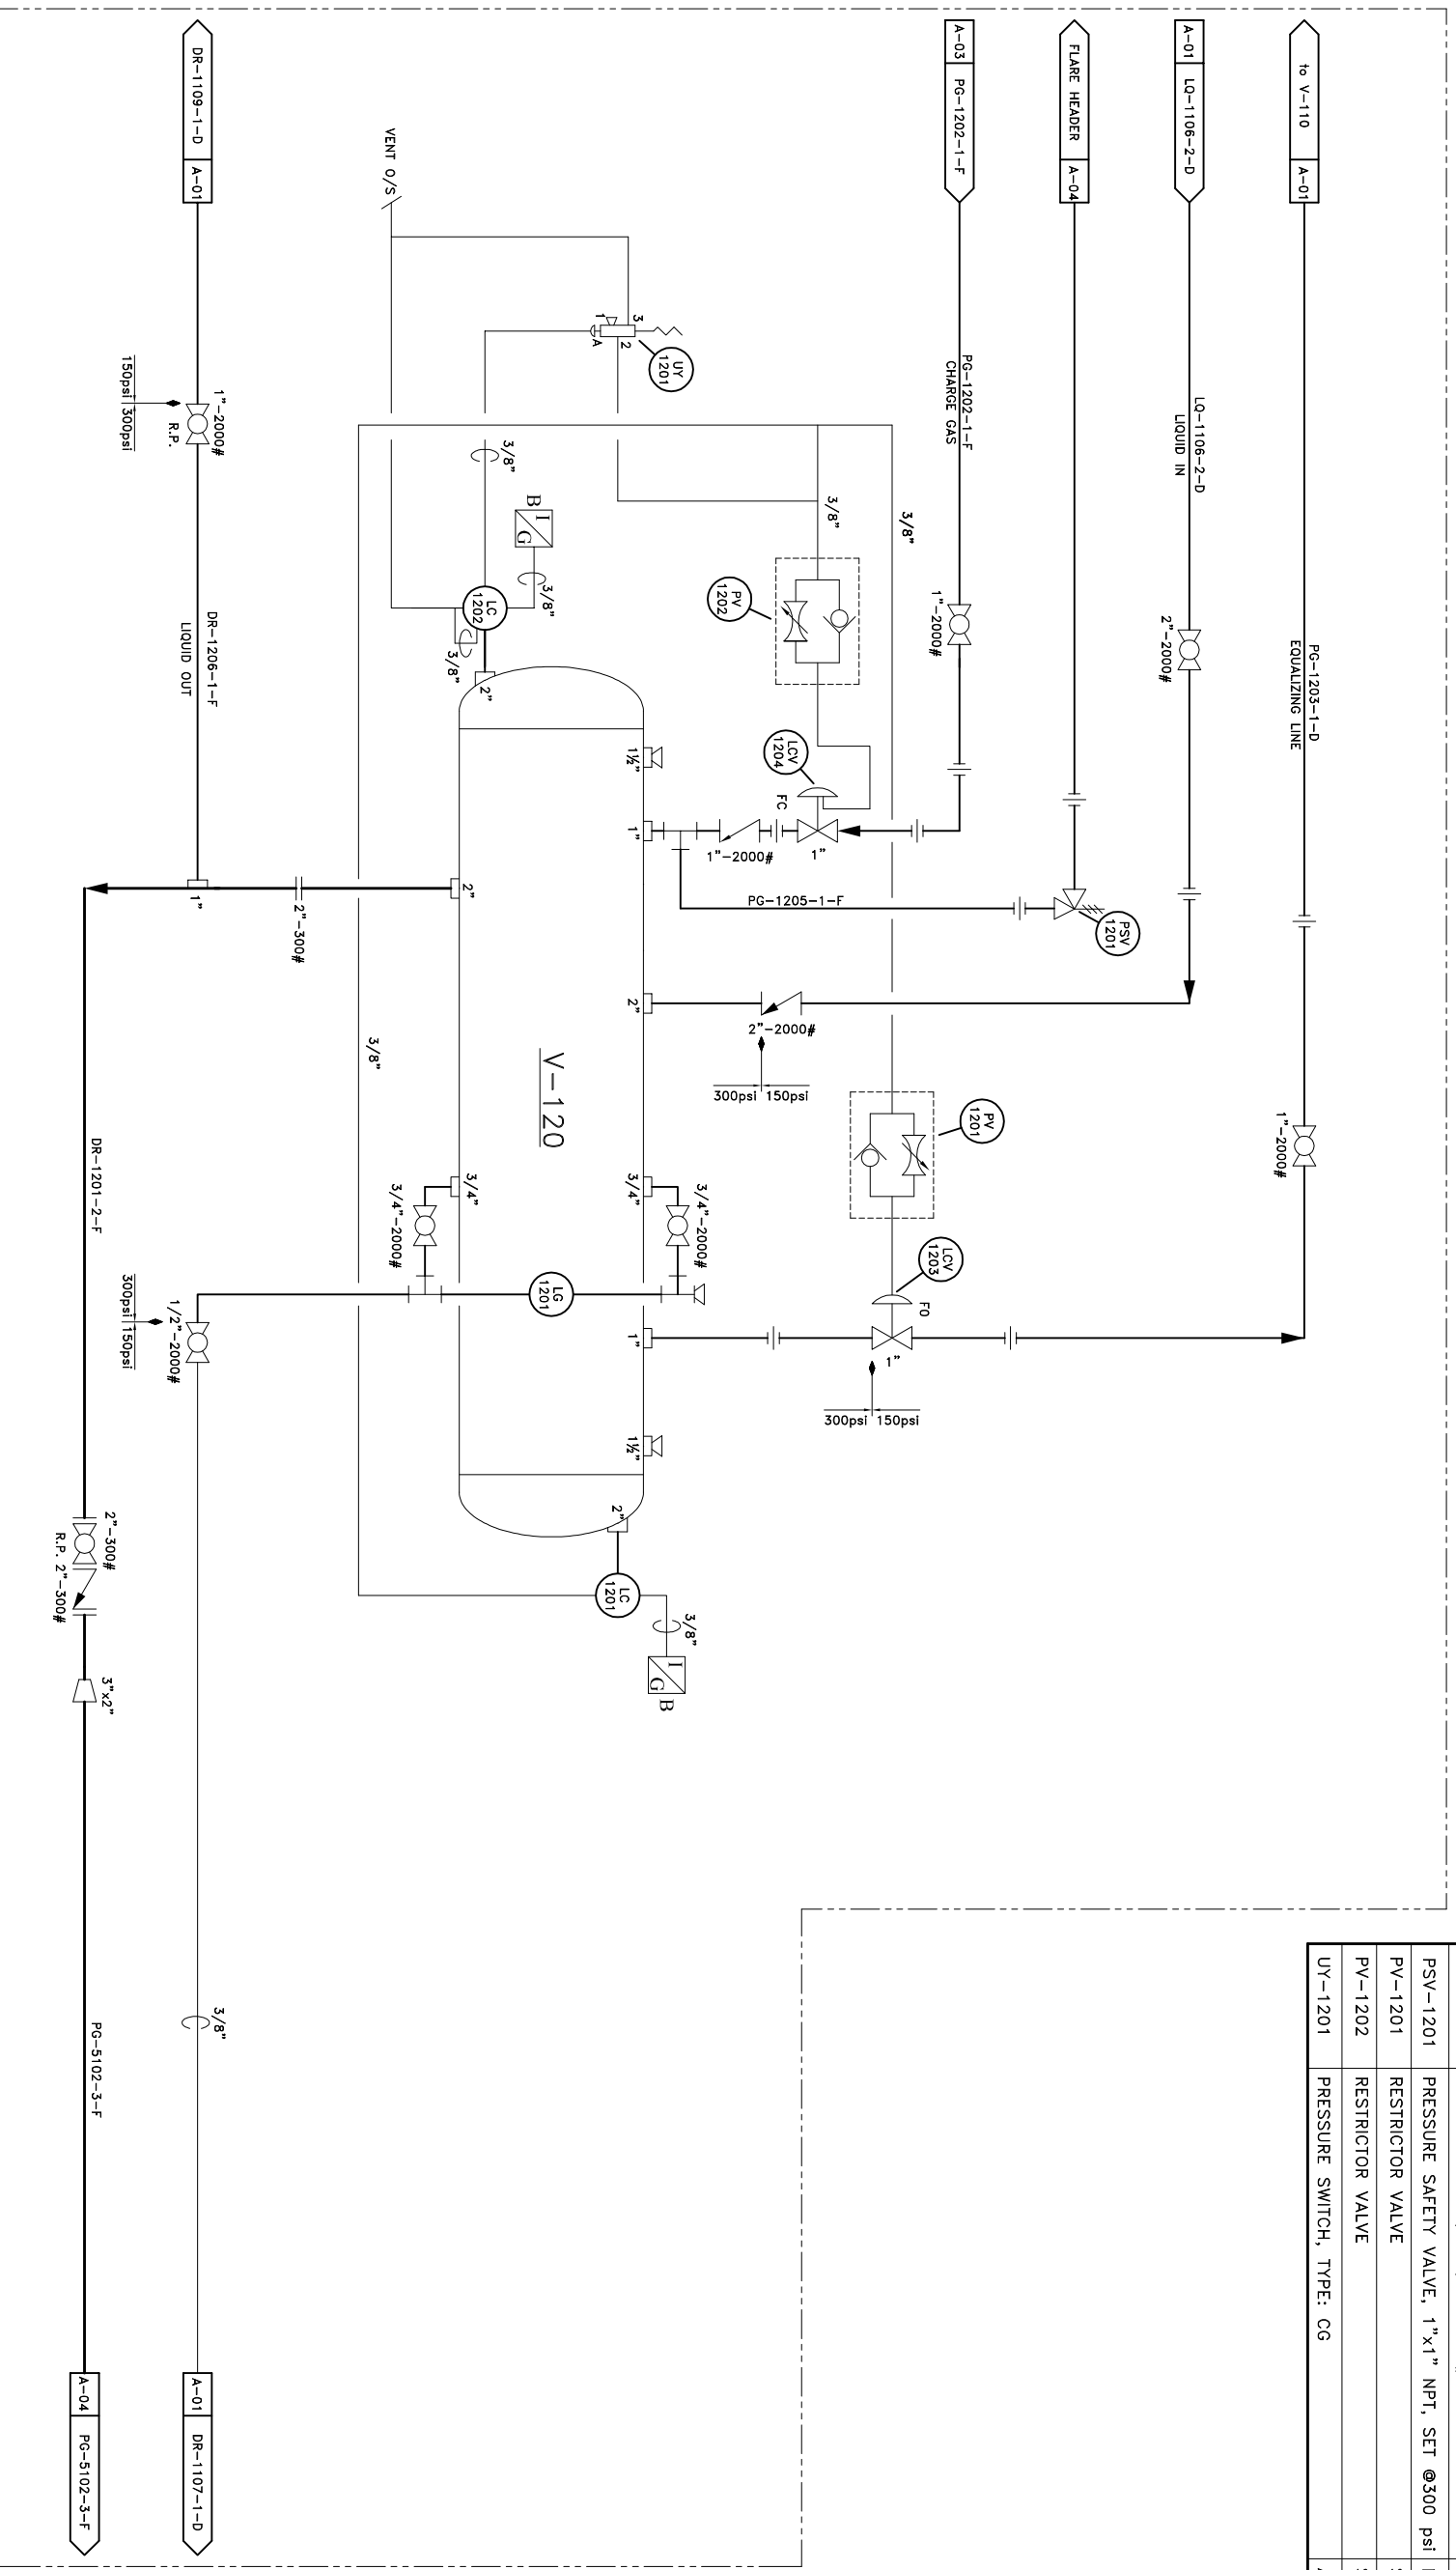 to V-110
A-01
PG-1203-1-D
EQUALIZING LINE
1"-2000#
A-01
LQ-1106-2-D
LQ-1106-2-D
LIQUID IN
2"-2000#
FLARE HEADER
A-04
PSV
1201
A-03
PG-1202-1-F
PG-1202-1-F
CHARGE GAS
1"-2000#
3/8"
PV
1201
LCV
1203
FO
1"
300psi
150psi
3/8"
PV
1202
LCV
1204
FC
1"
1"-2000#
PG-1205-1-F
2"-2000#
300psi
150psi
UY
1201
3
2
1
A
VENT O/S
3/8"
B
I
G
3/8"
LC
1202
3/8"
2"
1½"
1"
2"
3/4"
3/4"-2000#
1"
1½"
2"
V-120
LG
1201
LC
1201
3/8"
I
G
B
2"
3/4"
3/4"-2000#
3/8"
DR-1109-1-D
A-01
1"-2000#
R.P.
150psi
300psi
DR-1206-1-F
LIQUID OUT
1"
2"-300#
1/2"-2000#
300psi
150psi
3/8"
A-01
DR-1107-1-D
DR-1201-2-F
2"-300#
R.P. 2"-300#
3"x2"
PG-5102-3-F
A-04
PG-5102-3-F
PSV-1201 PRESSURE SAFETY VALVE, 1"x1" NPT, SET @300 psi
PV-1201 RESTRICTOR VALVE
PV-1202 RESTRICTOR VALVE
UY-1201 PRESSURE SWITCH, TYPE: CG